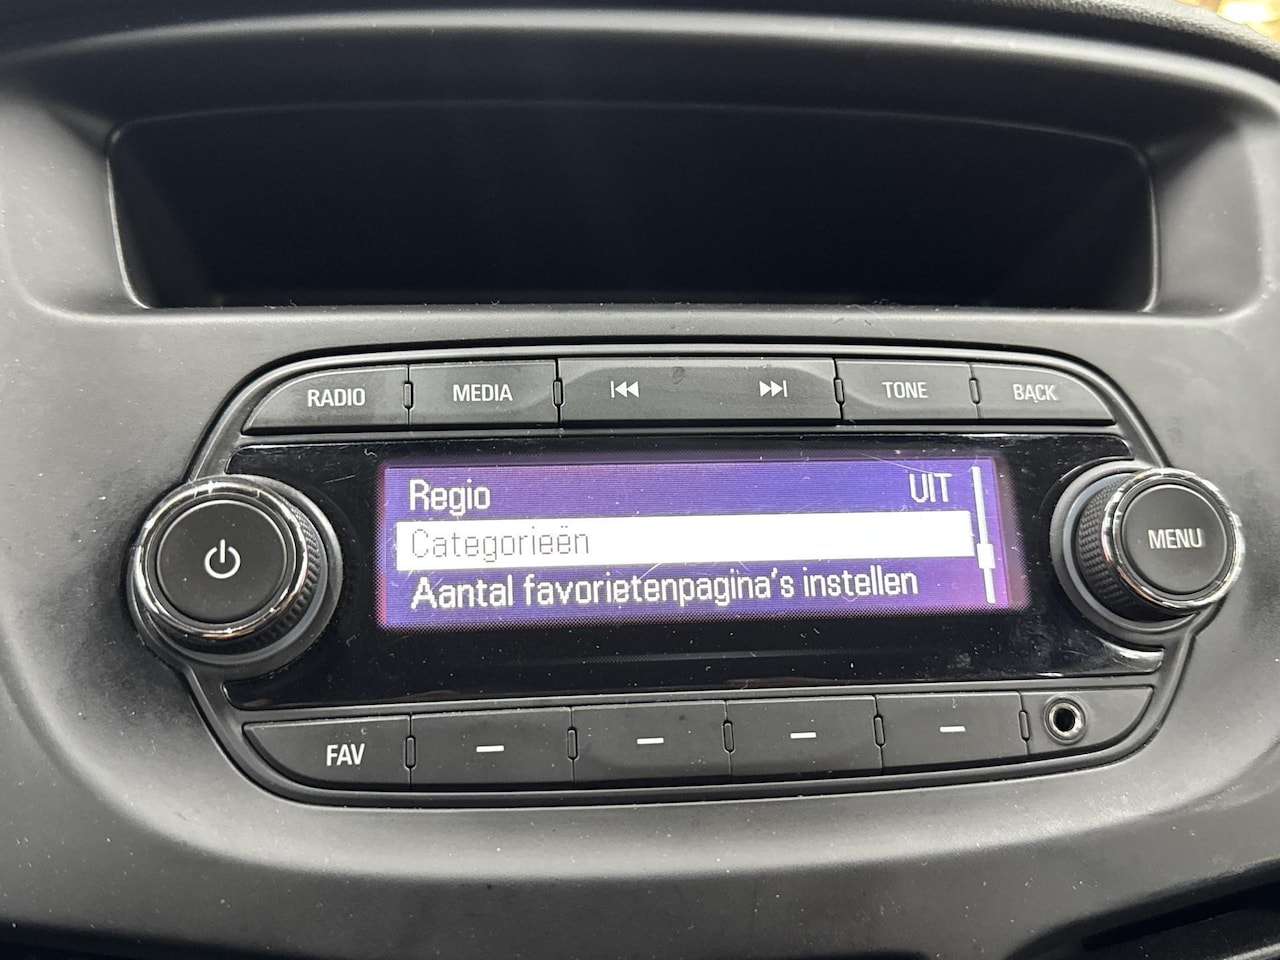 RADIO MEDIA TONE BACK
Regio UIT
Categorieën
Aantal favorietenpagina's instellen
MENU
FAV